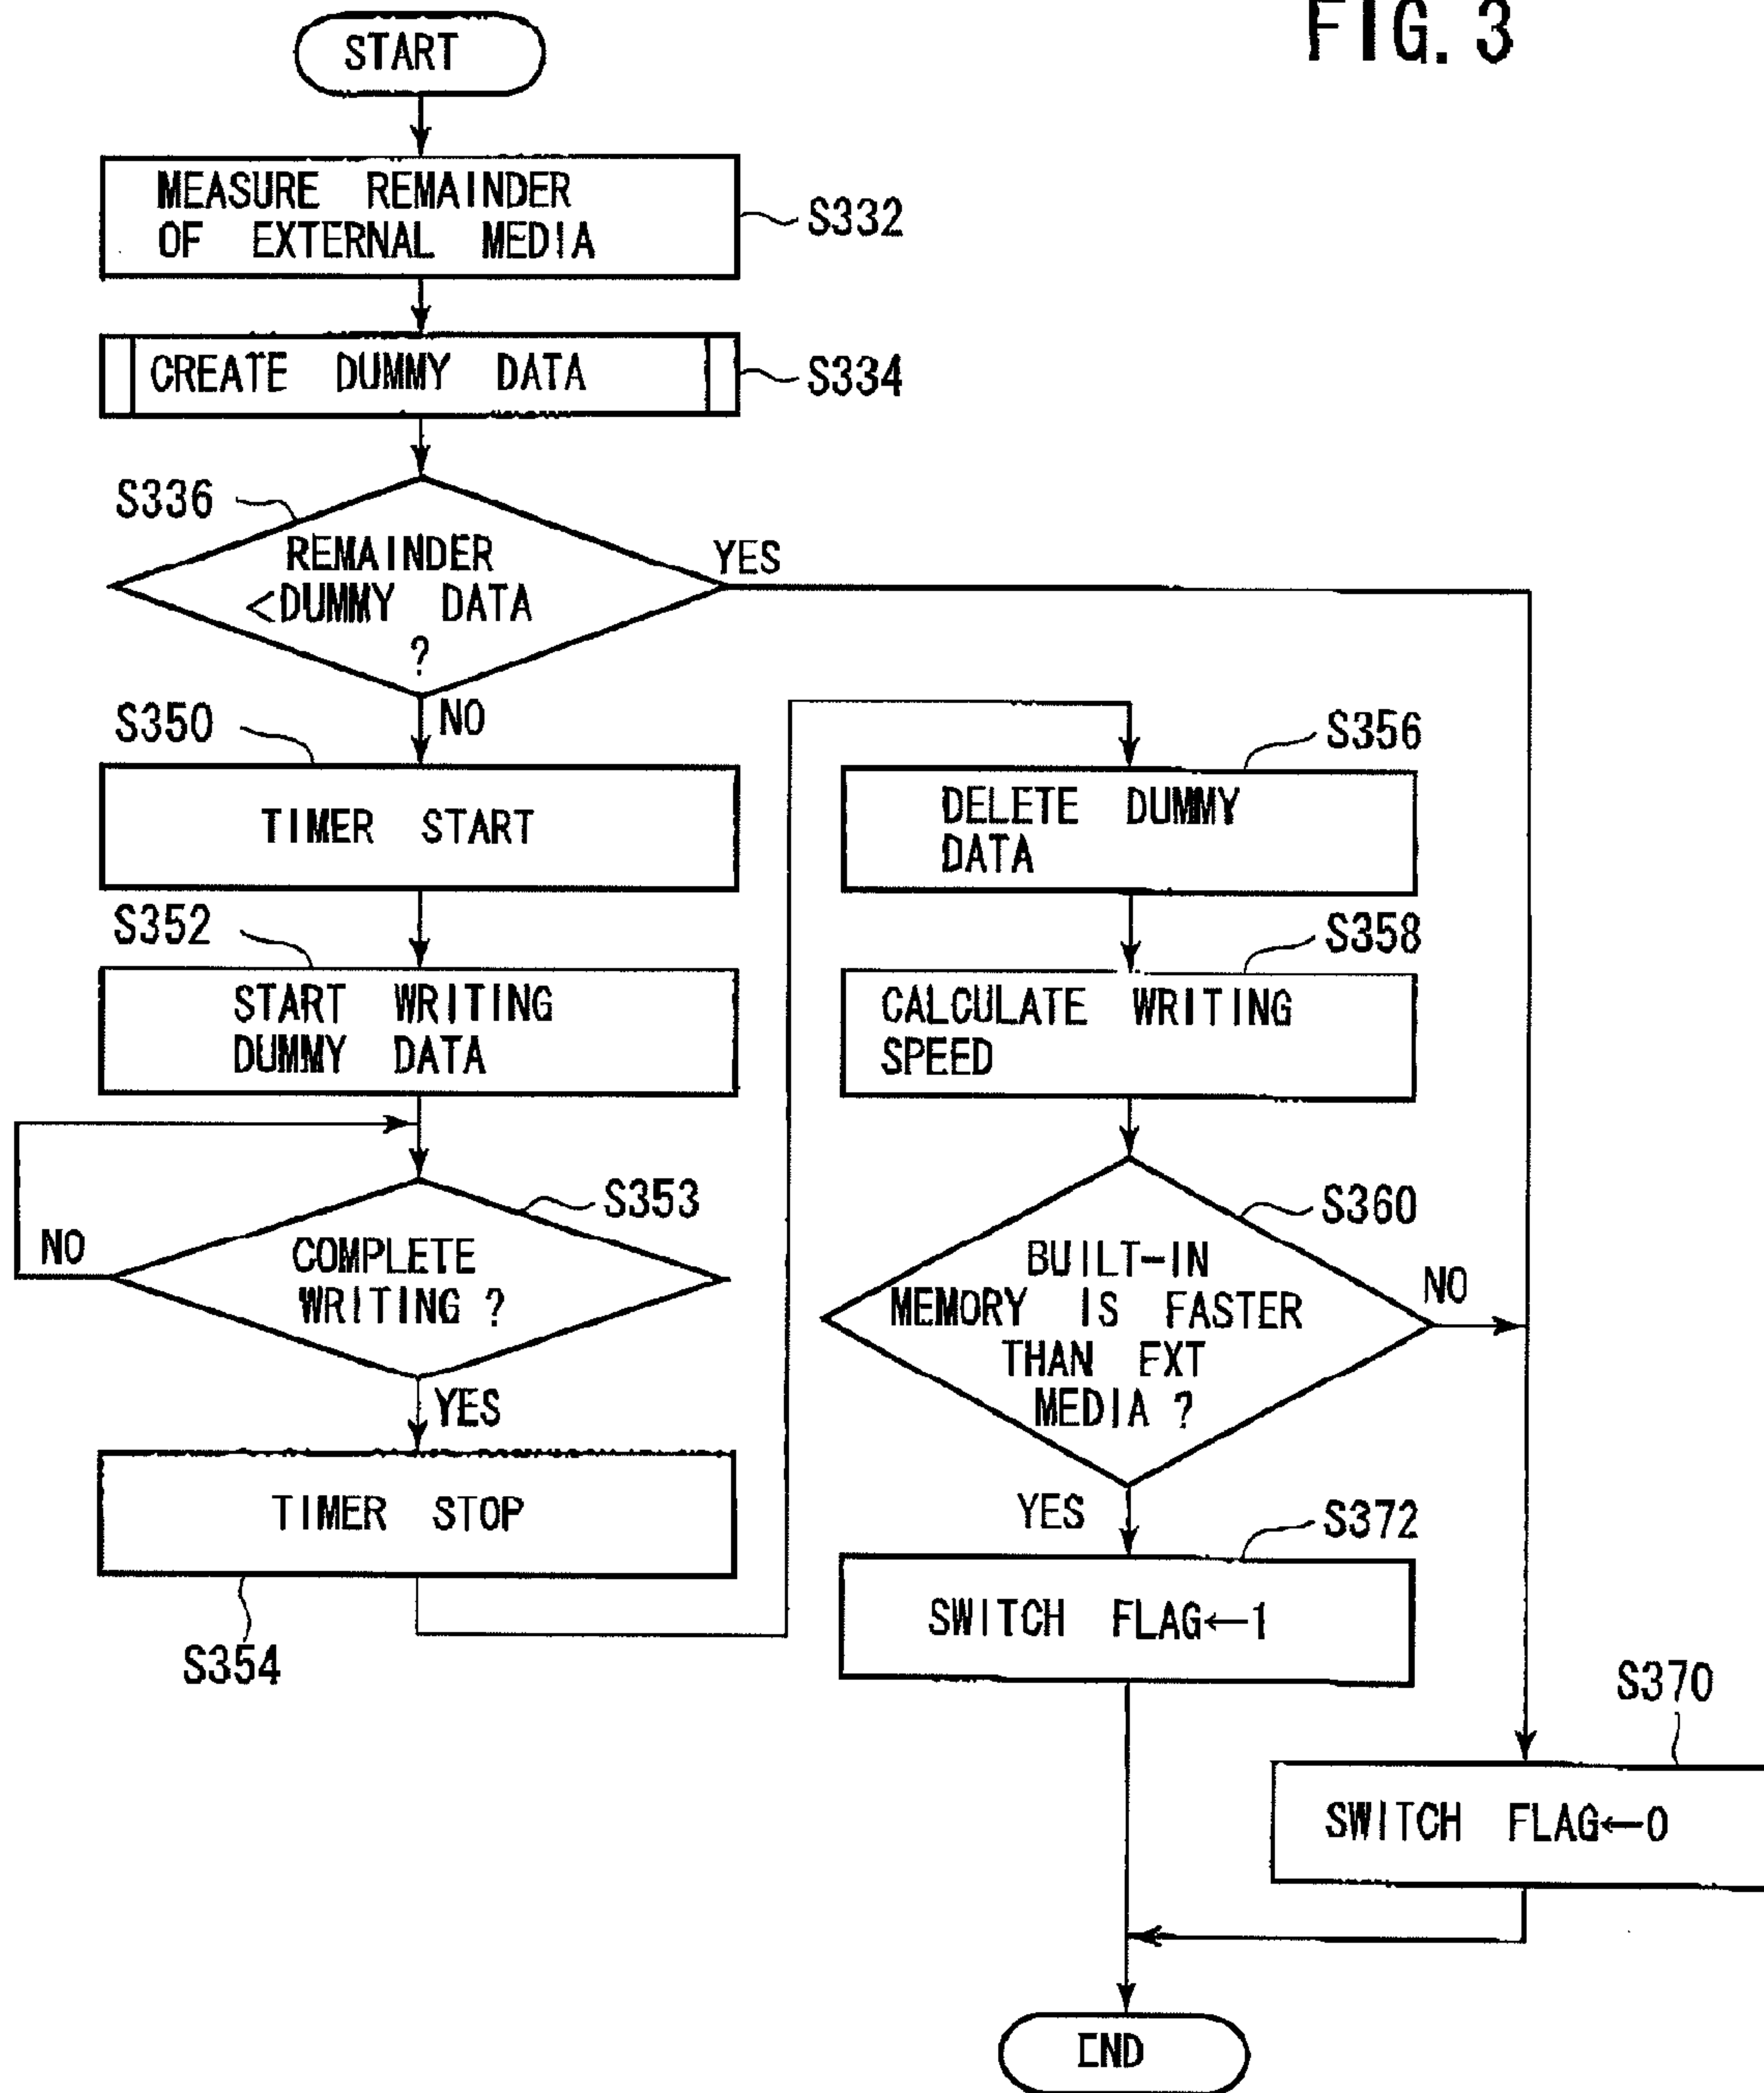 FIG. 3
START
MEASURE REMAINDER
OF EXTERNAL MEDIA
S332
CREATE DUMMY DATA
S334
S336
REMAINDER
<DUMMY DATA
?
YES
NO
S350
TIMER START
S352
START WRITING
DUMMY DATA
S353
COMPLETE
WRITING ?
NO
YES
TIMER STOP
S354
S356
DELETE DUMMY
DATA
S358
CALCULATE WRITING
SPEED
S360
BUILT-IN
MEMORY IS FASTER
THAN EXT
MEDIA ?
NO
YES
S372
SWITCH FLAG←1
S370
SWITCH FLAG←0
END